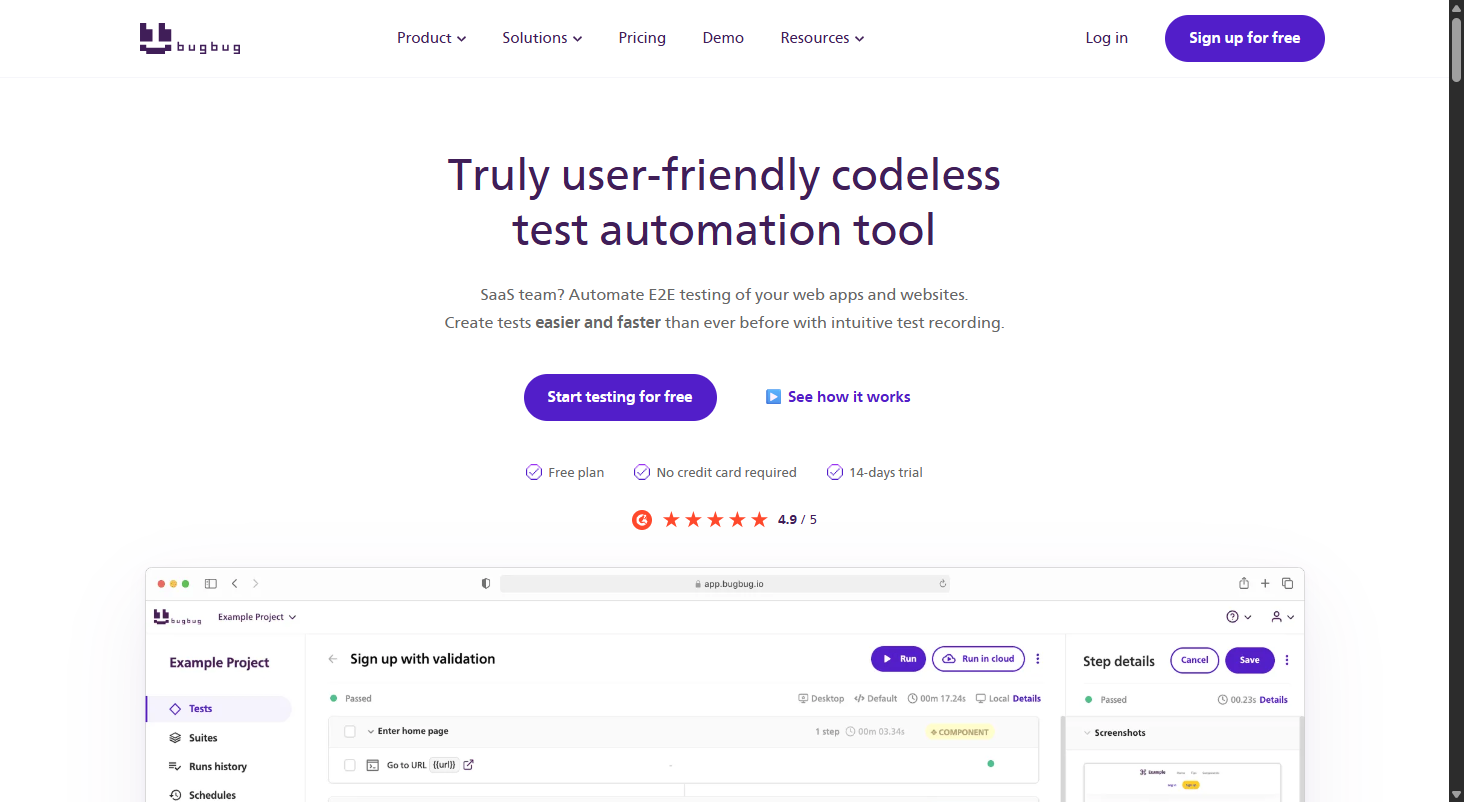 bugbug
Product
Solutions
Pricing
Demo
Resources
Log in
Sign up for free
Truly user-friendly codeless
test automation tool
SaaS team? Automate E2E testing of your web apps and websites.
Create tests easier and faster than ever before with intuitive test recording.
Start testing for free
See how it works
Free plan
No credit card required
14-days trial
4.9 / 5
app.bugbug.io
bugbug
Example Project
Example Project
Sign up with validation
Run
Run in cloud
Step details
Cancel
Save
Passed
Desktop
Default
00m 17.24s
Local
Details
Passed
00.23s
Details
Tests
Suites
Runs history
Schedules
Enter home page
1 step
00m 03.34s
COMPONENT
Go to URL {{url}}
-
Screenshots
Example